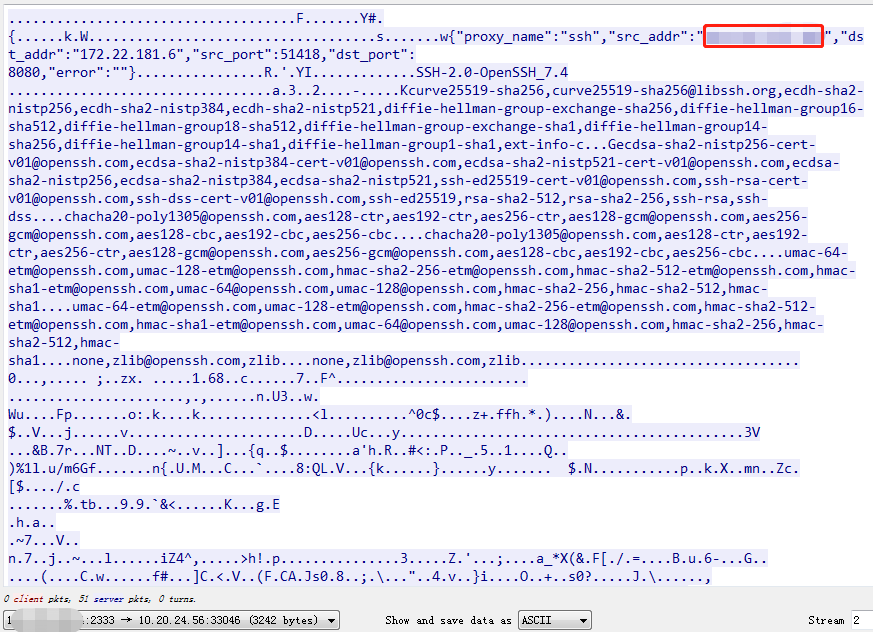 ..................................F.......Y#.
{......k.W...................................s.......w{"proxy_name":"ssh","src_addr":"","ds
t_addr":"172.22.181.6","src_port":51418,"dst_port":
8080,"error":""}................R.'.YI.............SSH-2.0-OpenSSH_7.4
................................a.3..2....-.....Kcurve25519-sha256,curve25519-sha256@libssh.org,ecdh-sha2-
nistp256,ecdh-sha2-nistp384,ecdh-sha2-nistp521,diffie-hellman-group-exchange-sha256,diffie-hellman-group16-
sha512,diffie-hellman-group18-sha512,diffie-hellman-group-exchange-sha1,diffie-hellman-group14-
sha256,diffie-hellman-group14-sha1,diffie-hellman-group1-sha1,ext-info-c...Gecdsa-sha2-nistp256-cert-
v01@openssh.com,ecdsa-sha2-nistp384-cert-v01@openssh.com,ecdsa-sha2-nistp521-cert-v01@openssh.com,ecdsa-
sha2-nistp256,ecdsa-sha2-nistp384,ecdsa-sha2-nistp521,ssh-ed25519-cert-v01@openssh.com,ssh-rsa-cert-
v01@openssh.com,ssh-dss-cert-v01@openssh.com,ssh-ed25519,rsa-sha2-512,rsa-sha2-256,ssh-rsa,ssh-
dss....chacha20-poly1305@openssh.com,aes128-ctr,aes192-ctr,aes256-ctr,aes128-gcm@openssh.com,aes256-
gcm@openssh.com,aes128-cbc,aes192-cbc,aes256-cbc....chacha20-poly1305@openssh.com,aes128-ctr,aes192-
ctr,aes256-ctr,aes128-gcm@openssh.com,aes256-gcm@openssh.com,aes128-cbc,aes192-cbc,aes256-cbc....umac-64-
etm@openssh.com,umac-128-etm@openssh.com,hmac-sha2-256-etm@openssh.com,hmac-sha2-512-etm@openssh.com,hmac-
sha1-etm@openssh.com,umac-64@openssh.com,umac-128@openssh.com,hmac-sha2-256,hmac-sha2-512,hmac-
sha1....umac-64-etm@openssh.com,umac-128-etm@openssh.com,hmac-sha2-256-etm@openssh.com,hmac-sha2-512-
etm@openssh.com,hmac-sha1-etm@openssh.com,umac-64@openssh.com,umac-128@openssh.com,hmac-sha2-256,hmac-
sha2-512,hmac-
sha1....none,zlib@openssh.com,zlib....none,zlib@openssh.com,zlib..................................
0...,..... ;..zx. .....1.68..c......7..F^.......................
......................,.,......n.U3..w.
Wu....Fp.......o:.k....k..............<l..........^0c$....z+.ffh.*.)....N...&.
$..V...j......v......................D.....Uc...y..........................................3V
...&B.7r...NT..D....~..v..]...{q..$........a'h.R..#<:.P.._.5..1....Q..
)%1l.u/m6Gf.......n{.U.M...C...`....8:QL.V...{k......}......y....... $.N...........p..k.X..mn..Zc.
[$..../.c
.......%.tb...9.9.`&<......K...g.E
.h.a..
.~7...V..
n.7..j..~...l......iZ4^,.....>h!.p...............3.....Z.'...;....a_*X(&.F[./.=....B.u.6-...G..
....(....C.w......f#...]C.<.V..(F.CA.Js0.8..;.\..."..4.v..}i....O..+..s0?.....J.\......,
0 client pkts, 51 server pkts, 0 turns.
:2333 → 10.20.24.56:33046 (3242 bytes)
Show and save data as
ASCII
Stream
2